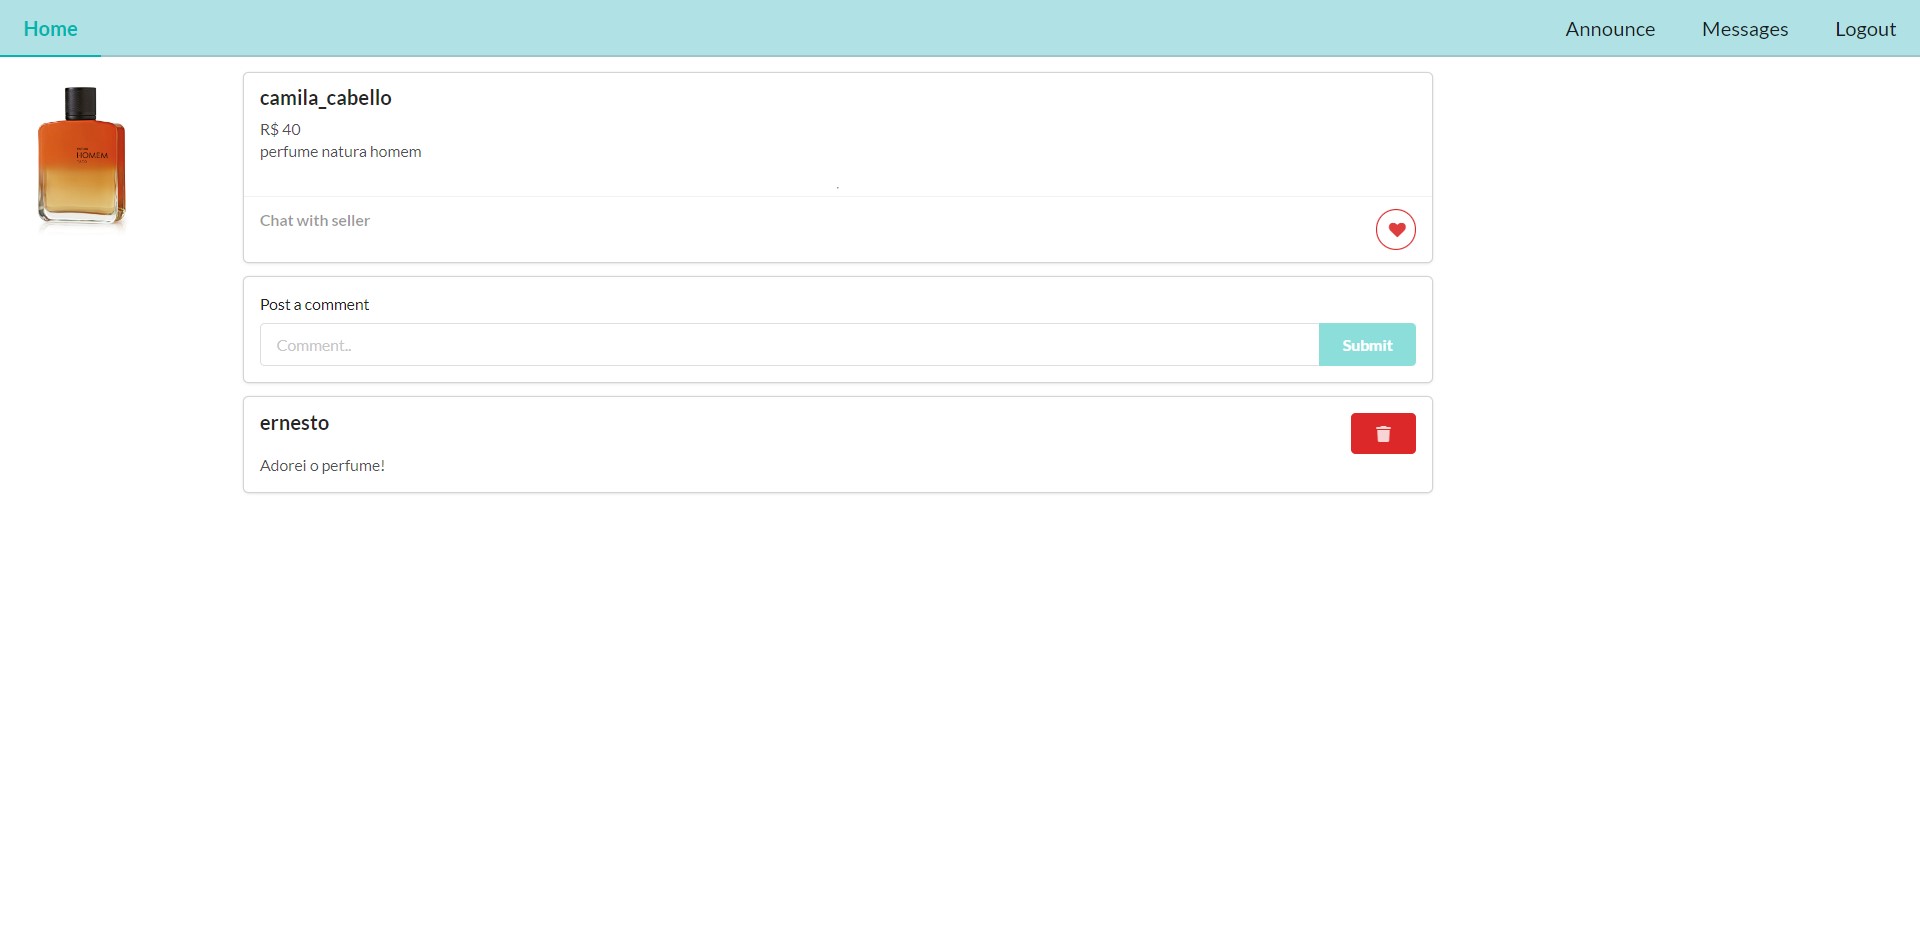 Home
Announce
Messages
Logout
HOMEM
camila_cabello
R$ 40
perfume natura homem
.
Chat with seller
Post a comment
Comment..
Submit
ernesto
Adorei o perfume!